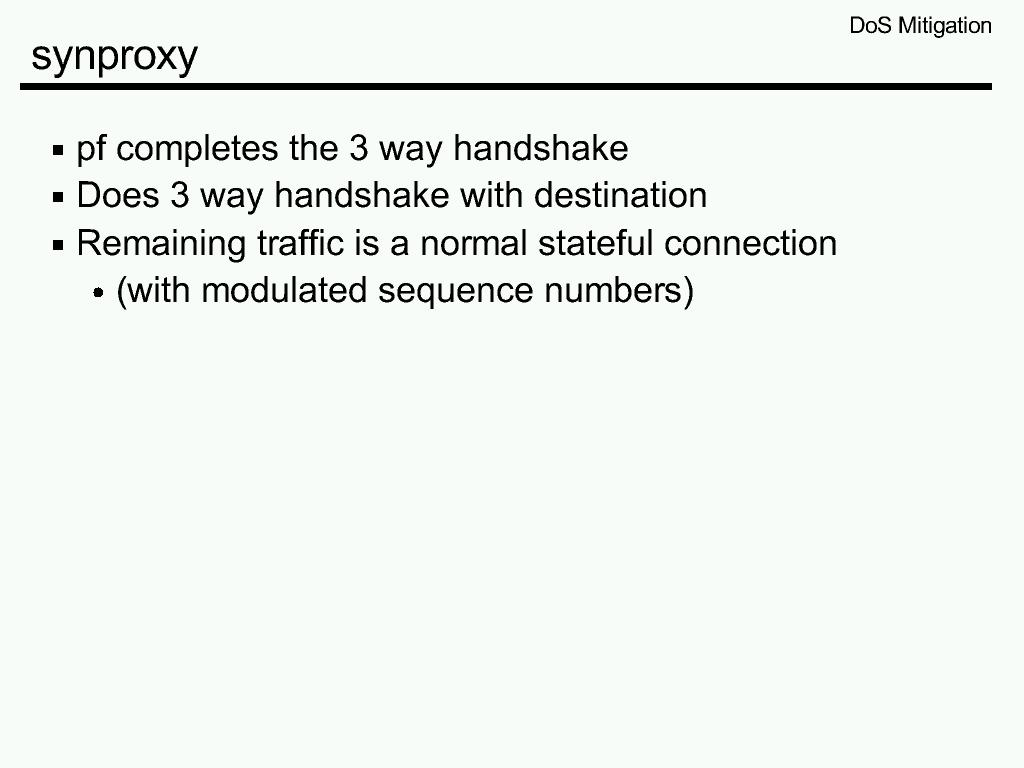 DoS Mitigation
synproxy
▪ pf completes the 3 way handshake
▪ Does 3 way handshake with destination
▪ Remaining traffic is a normal stateful connection
• (with modulated sequence numbers)